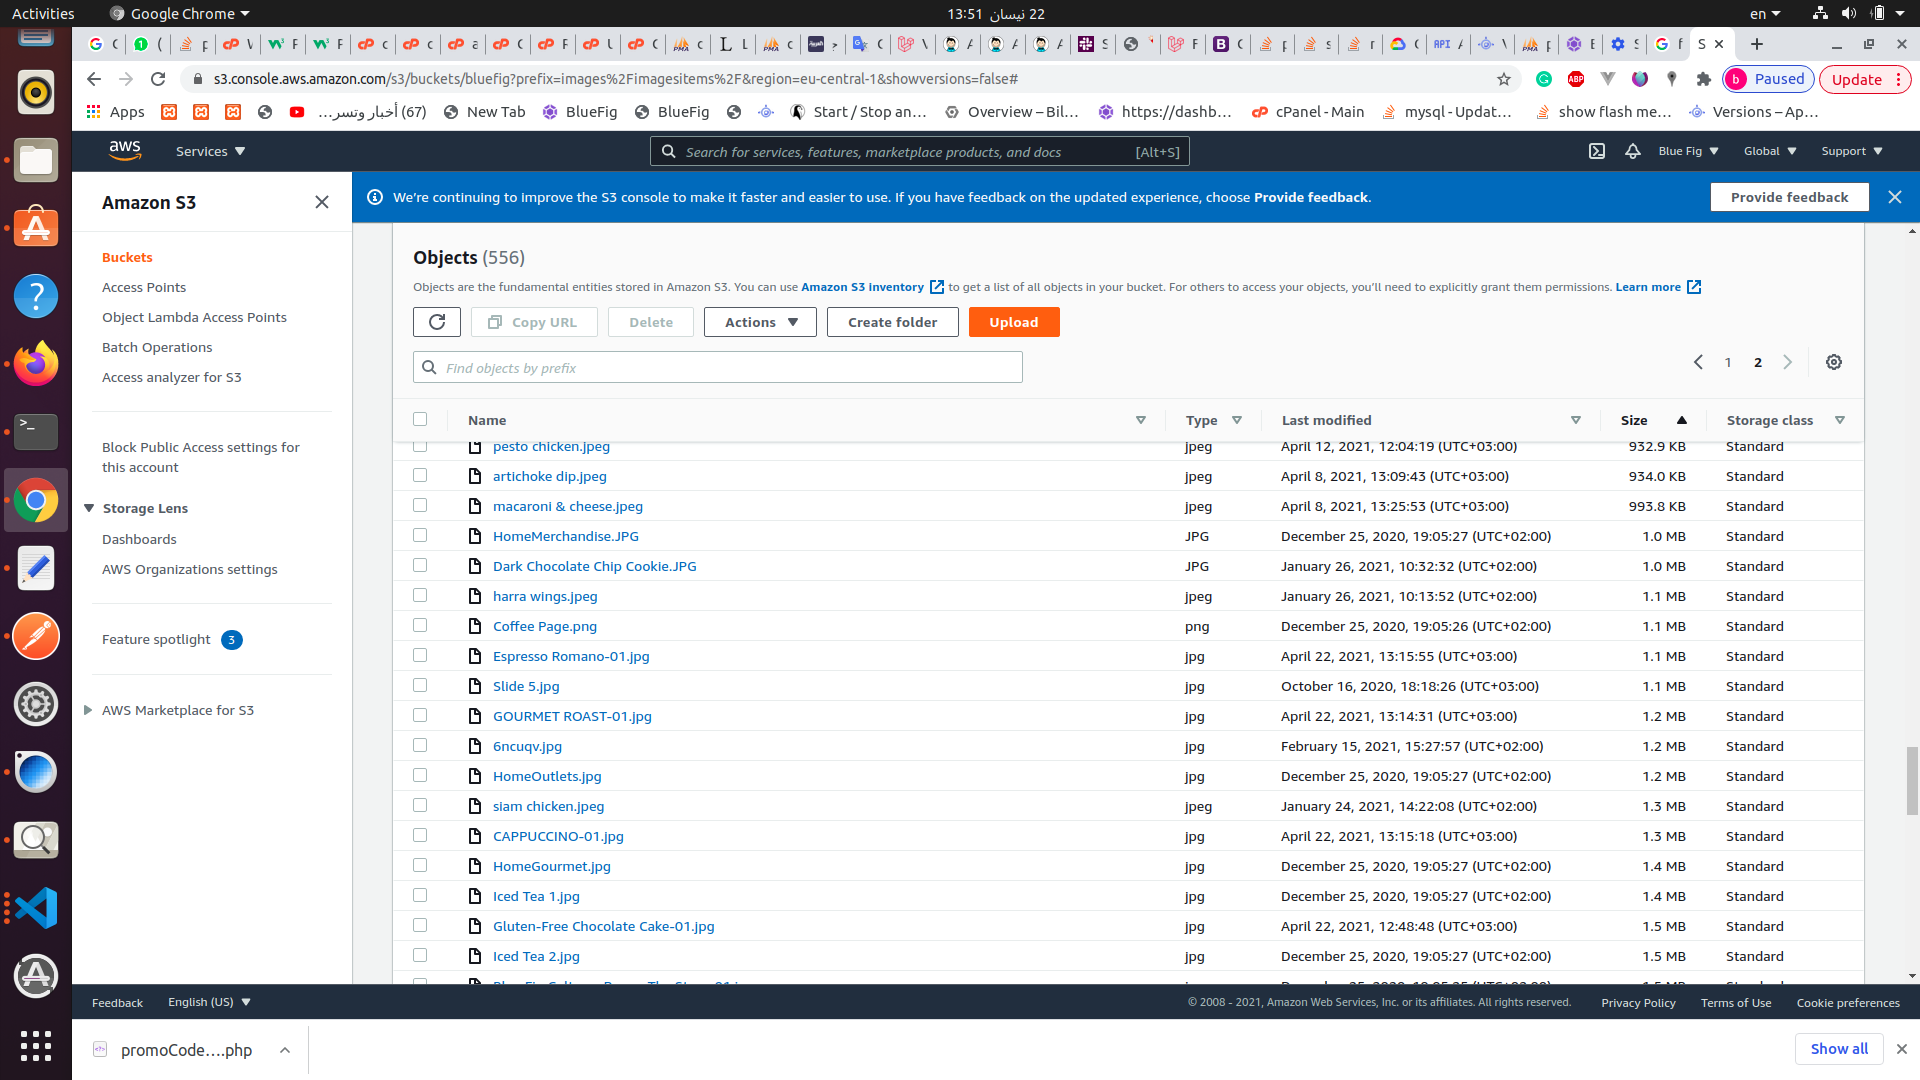 Activities
Google Chrome
22 نيسان  13:51
en
Paused
Update
s3.console.aws.amazon.com/s3/buckets/bluefig?prefix=images%2Fimagesitems%2F&region=eu-central-1&showversions=false#
Apps
(67) أخبار وتسر...
New Tab
BlueFig
BlueFig
Start / Stop an...
Overview – Bil...
https://dashb...
cPanel - Main
mysql - Updat...
show flash me...
Versions – Ap...
aws
Services
Search for services, features, marketplace products, and docs
[Alt+S]
Blue Fig
Global
Support
Amazon S3
We're continuing to improve the S3 console to make it faster and easier to use. If you have feedback on the updated experience, choose Provide feedback.
Provide feedback
Buckets
Access Points
Object Lambda Access Points
Batch Operations
Access analyzer for S3
Block Public Access settings for
this account
Storage Lens
Dashboards
AWS Organizations settings
Feature spotlight 3
AWS Marketplace for S3
Objects (556)
Objects are the fundamental entities stored in Amazon S3. You can use Amazon S3 inventory to get a list of all objects in your bucket. For others to access your objects, you'll need to explicitly grant them permissions. Learn more
Copy URL
Delete
Actions
Create folder
Upload
Find objects by prefix
1
2
Name Type Last modified Size Storage class
pesto chicken.jpeg jpeg April 12, 2021, 12:04:19 (UTC+03:00) 932.9 KB Standard
artichoke dip.jpeg jpeg April 8, 2021, 13:09:43 (UTC+03:00) 934.0 KB Standard
macaroni & cheese.jpeg jpeg April 8, 2021, 13:25:53 (UTC+03:00) 993.8 KB Standard
HomeMerchandise.JPG JPG December 25, 2020, 19:05:27 (UTC+02:00) 1.0 MB Standard
Dark Chocolate Chip Cookie.JPG JPG January 26, 2021, 10:32:32 (UTC+02:00) 1.0 MB Standard
harra wings.jpeg jpeg January 26, 2021, 10:13:52 (UTC+02:00) 1.1 MB Standard
Coffee Page.png png December 25, 2020, 19:05:26 (UTC+02:00) 1.1 MB Standard
Espresso Romano-01.jpg jpg April 22, 2021, 13:15:55 (UTC+03:00) 1.1 MB Standard
Slide 5.jpg jpg October 16, 2020, 18:18:26 (UTC+03:00) 1.1 MB Standard
GOURMET ROAST-01.jpg jpg April 22, 2021, 13:14:31 (UTC+03:00) 1.2 MB Standard
6ncuqv.jpg jpg February 15, 2021, 15:27:57 (UTC+02:00) 1.2 MB Standard
HomeOutlets.jpg jpg December 25, 2020, 19:05:27 (UTC+02:00) 1.2 MB Standard
siam chicken.jpeg jpeg January 24, 2021, 14:22:08 (UTC+02:00) 1.3 MB Standard
CAPPUCCINO-01.jpg jpg April 22, 2021, 13:15:18 (UTC+03:00) 1.3 MB Standard
HomeGourmet.jpg jpg December 25, 2020, 19:05:27 (UTC+02:00) 1.4 MB Standard
Iced Tea 1.jpg jpg December 25, 2020, 19:05:27 (UTC+02:00) 1.4 MB Standard
Gluten-Free Chocolate Cake-01.jpg jpg April 22, 2021, 12:48:48 (UTC+03:00) 1.5 MB Standard
Iced Tea 2.jpg jpg December 25, 2020, 19:05:27 (UTC+02:00) 1.5 MB Standard
Feedback
English (US)
© 2008 - 2021, Amazon Web Services, Inc. or its affiliates. All rights reserved.
Privacy Policy
Terms of Use
Cookie preferences
promoCode....php
Show all